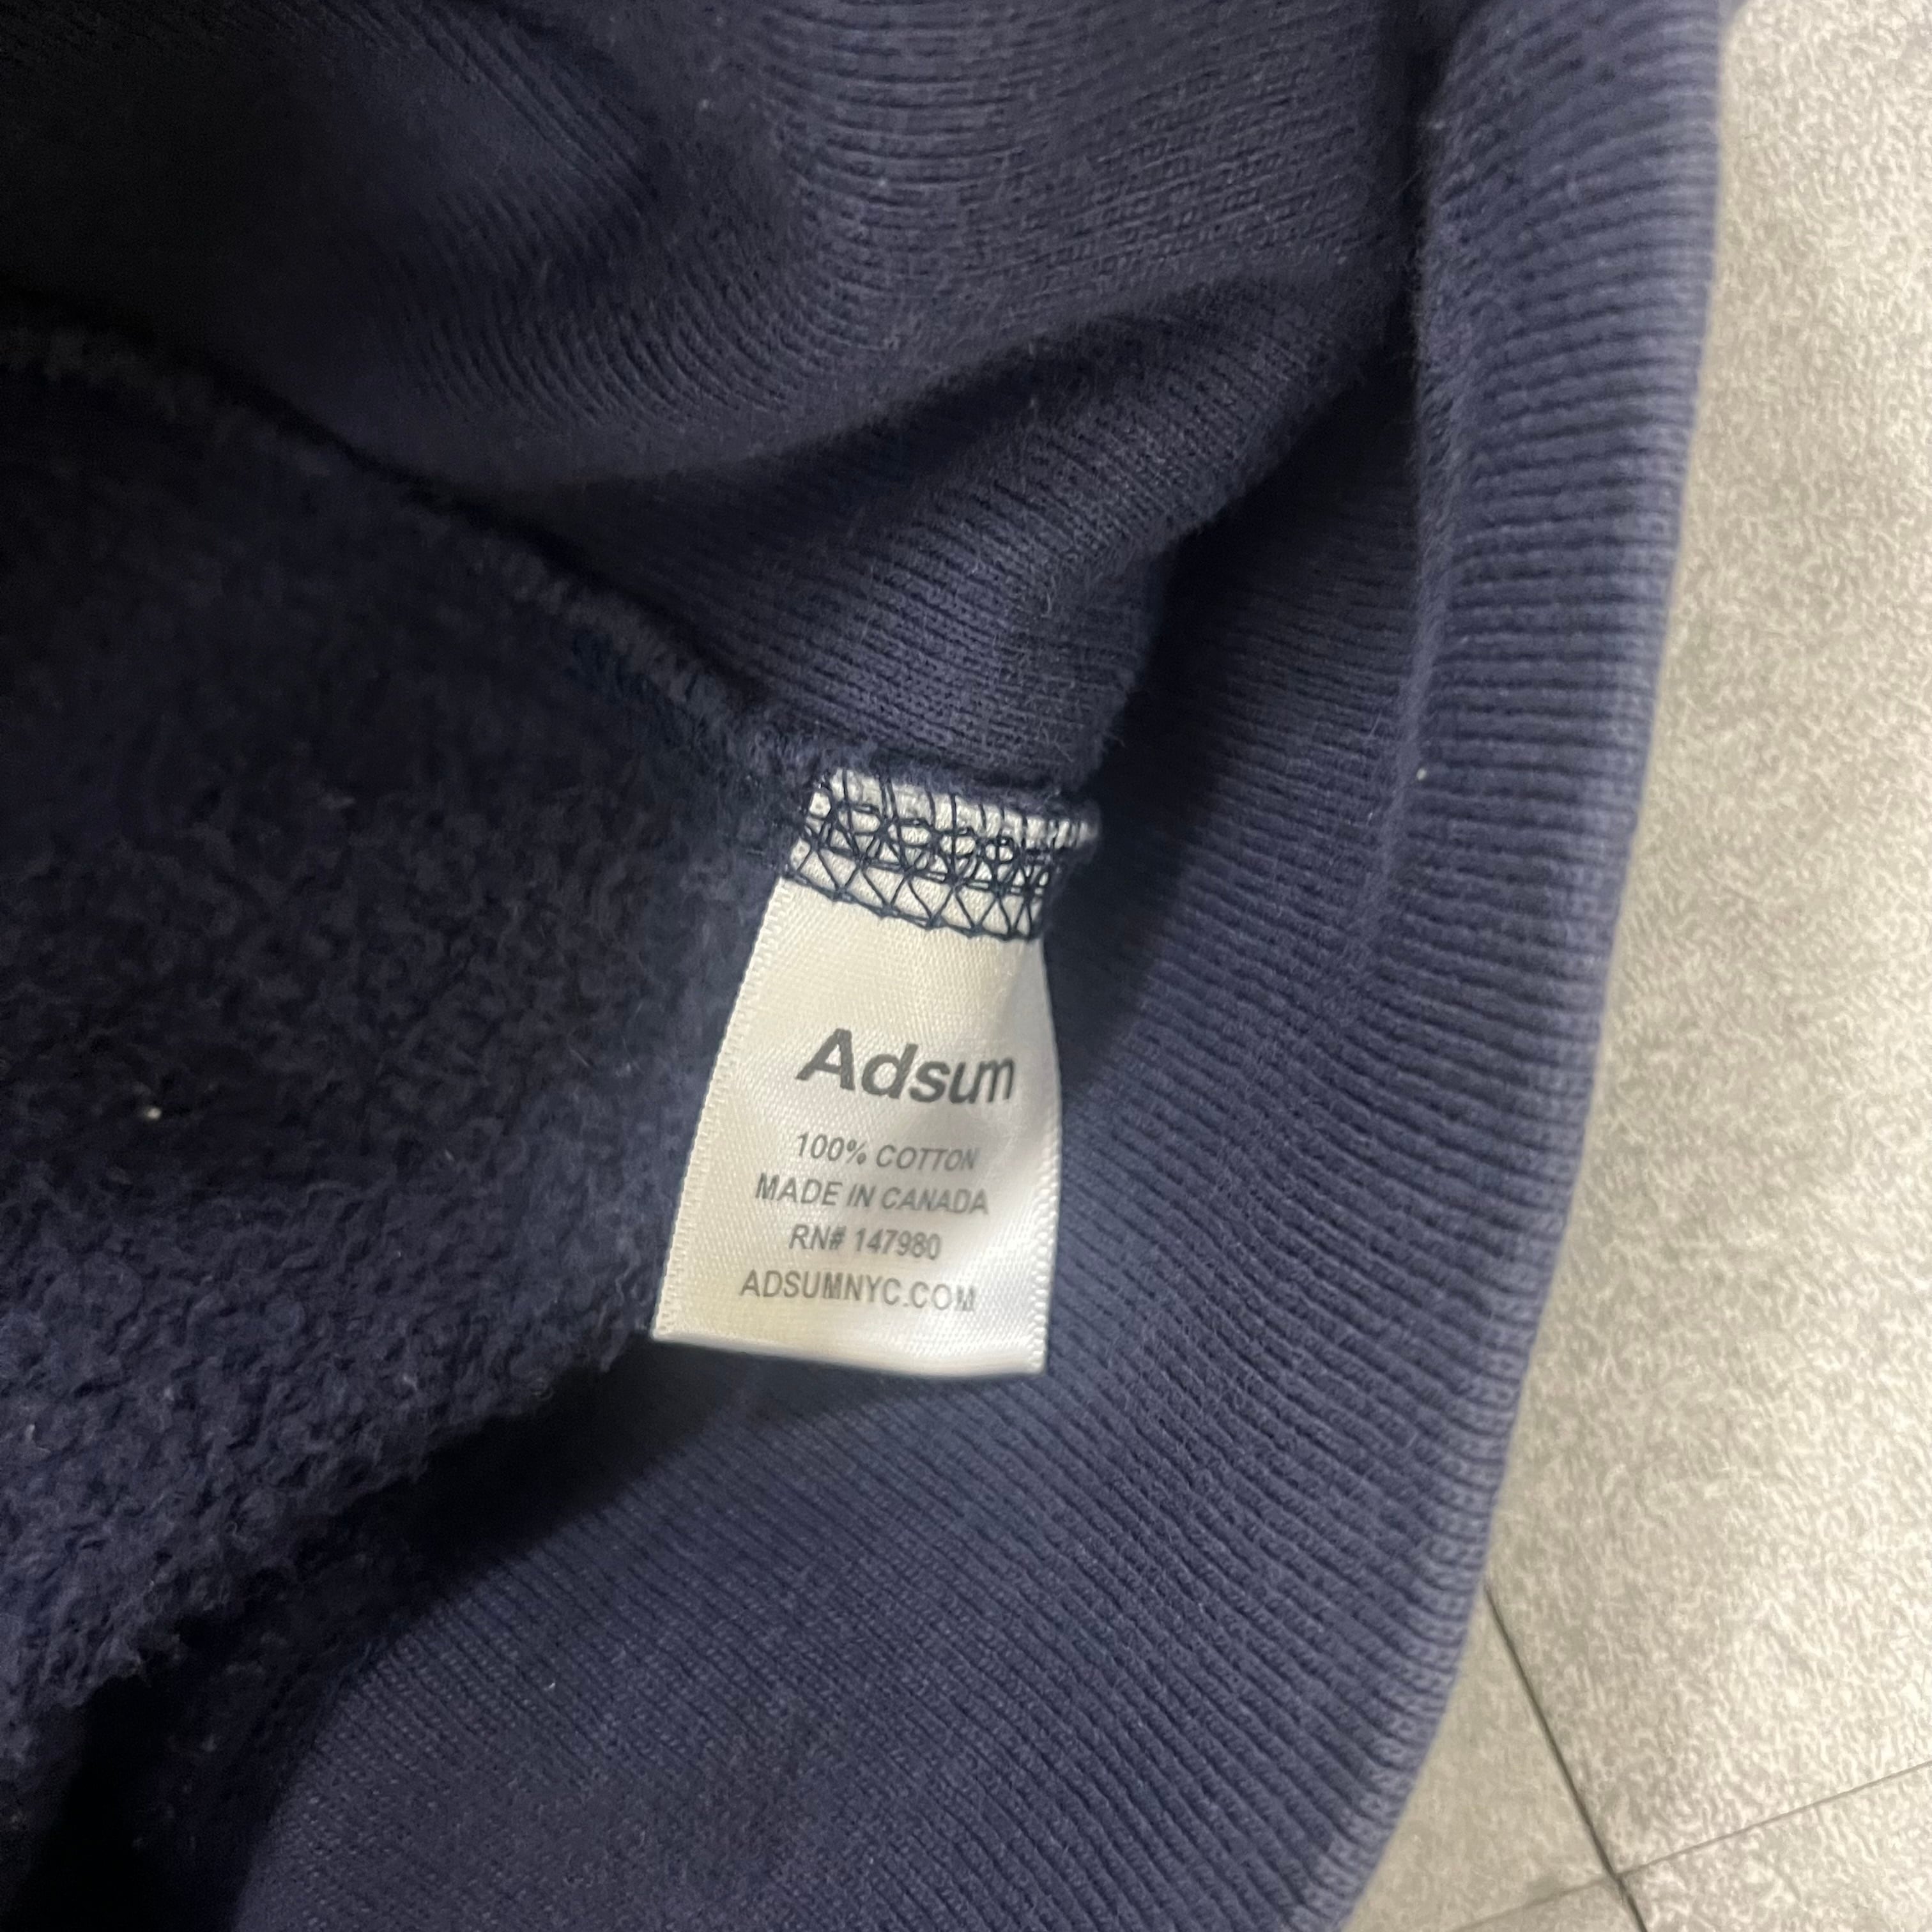 Adsum
100% COTTON
MADE IN CANADA
RN# 147980
ADSUMNYC.COM